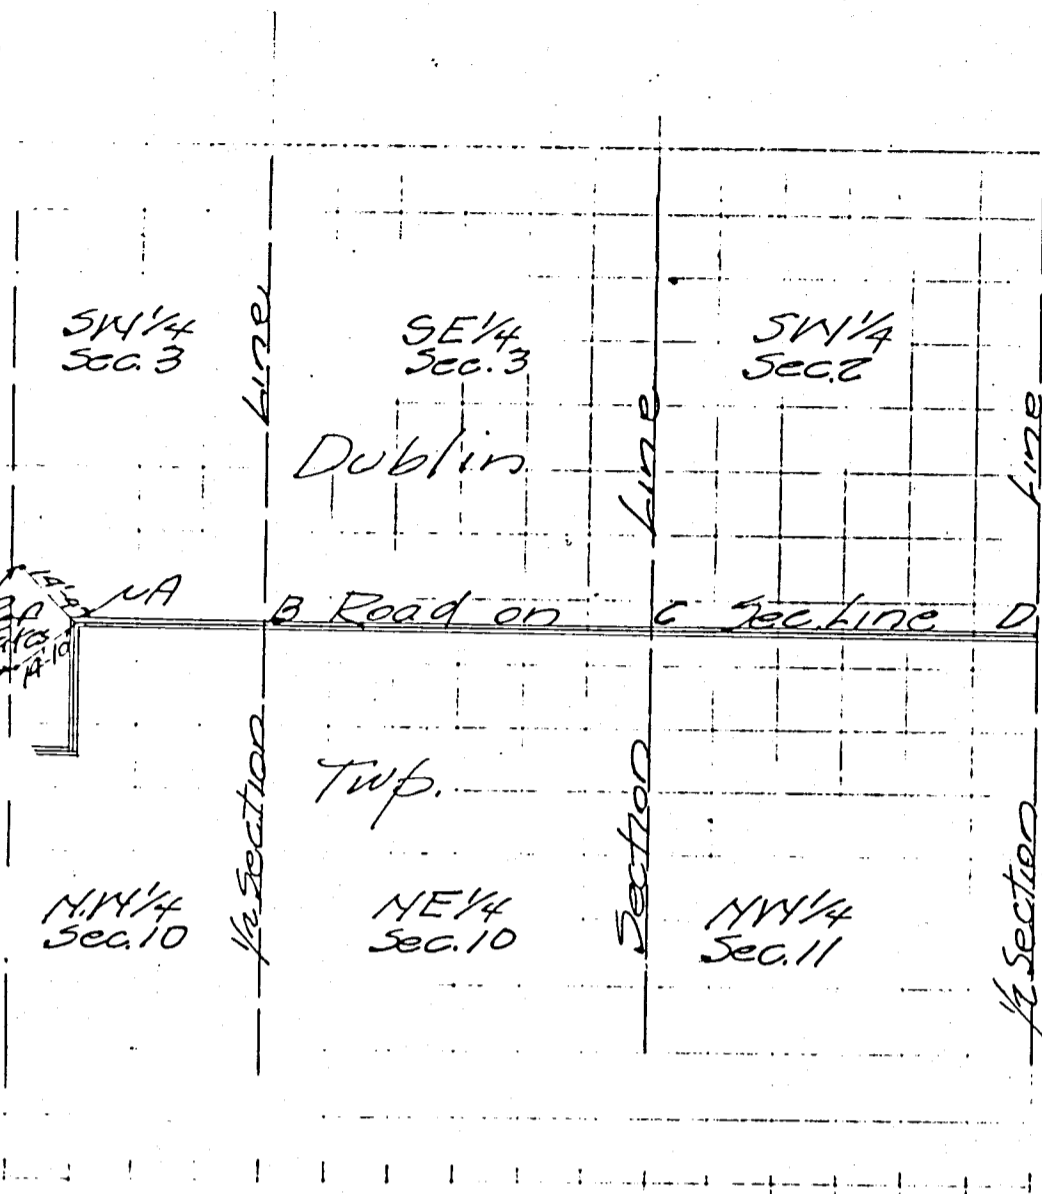 SW1/4
Sec. 3
SE1/4
Sec. 3
SW1/4
Sec. 2
Line
Line
Line
Dublin
A
B Road on C Sec. Line D
Twp.
1/2 Section
Section
1/2 Section
N.W1/4
Sec. 10
NE1/4
Sec. 10
NW1/4
Sec. 11